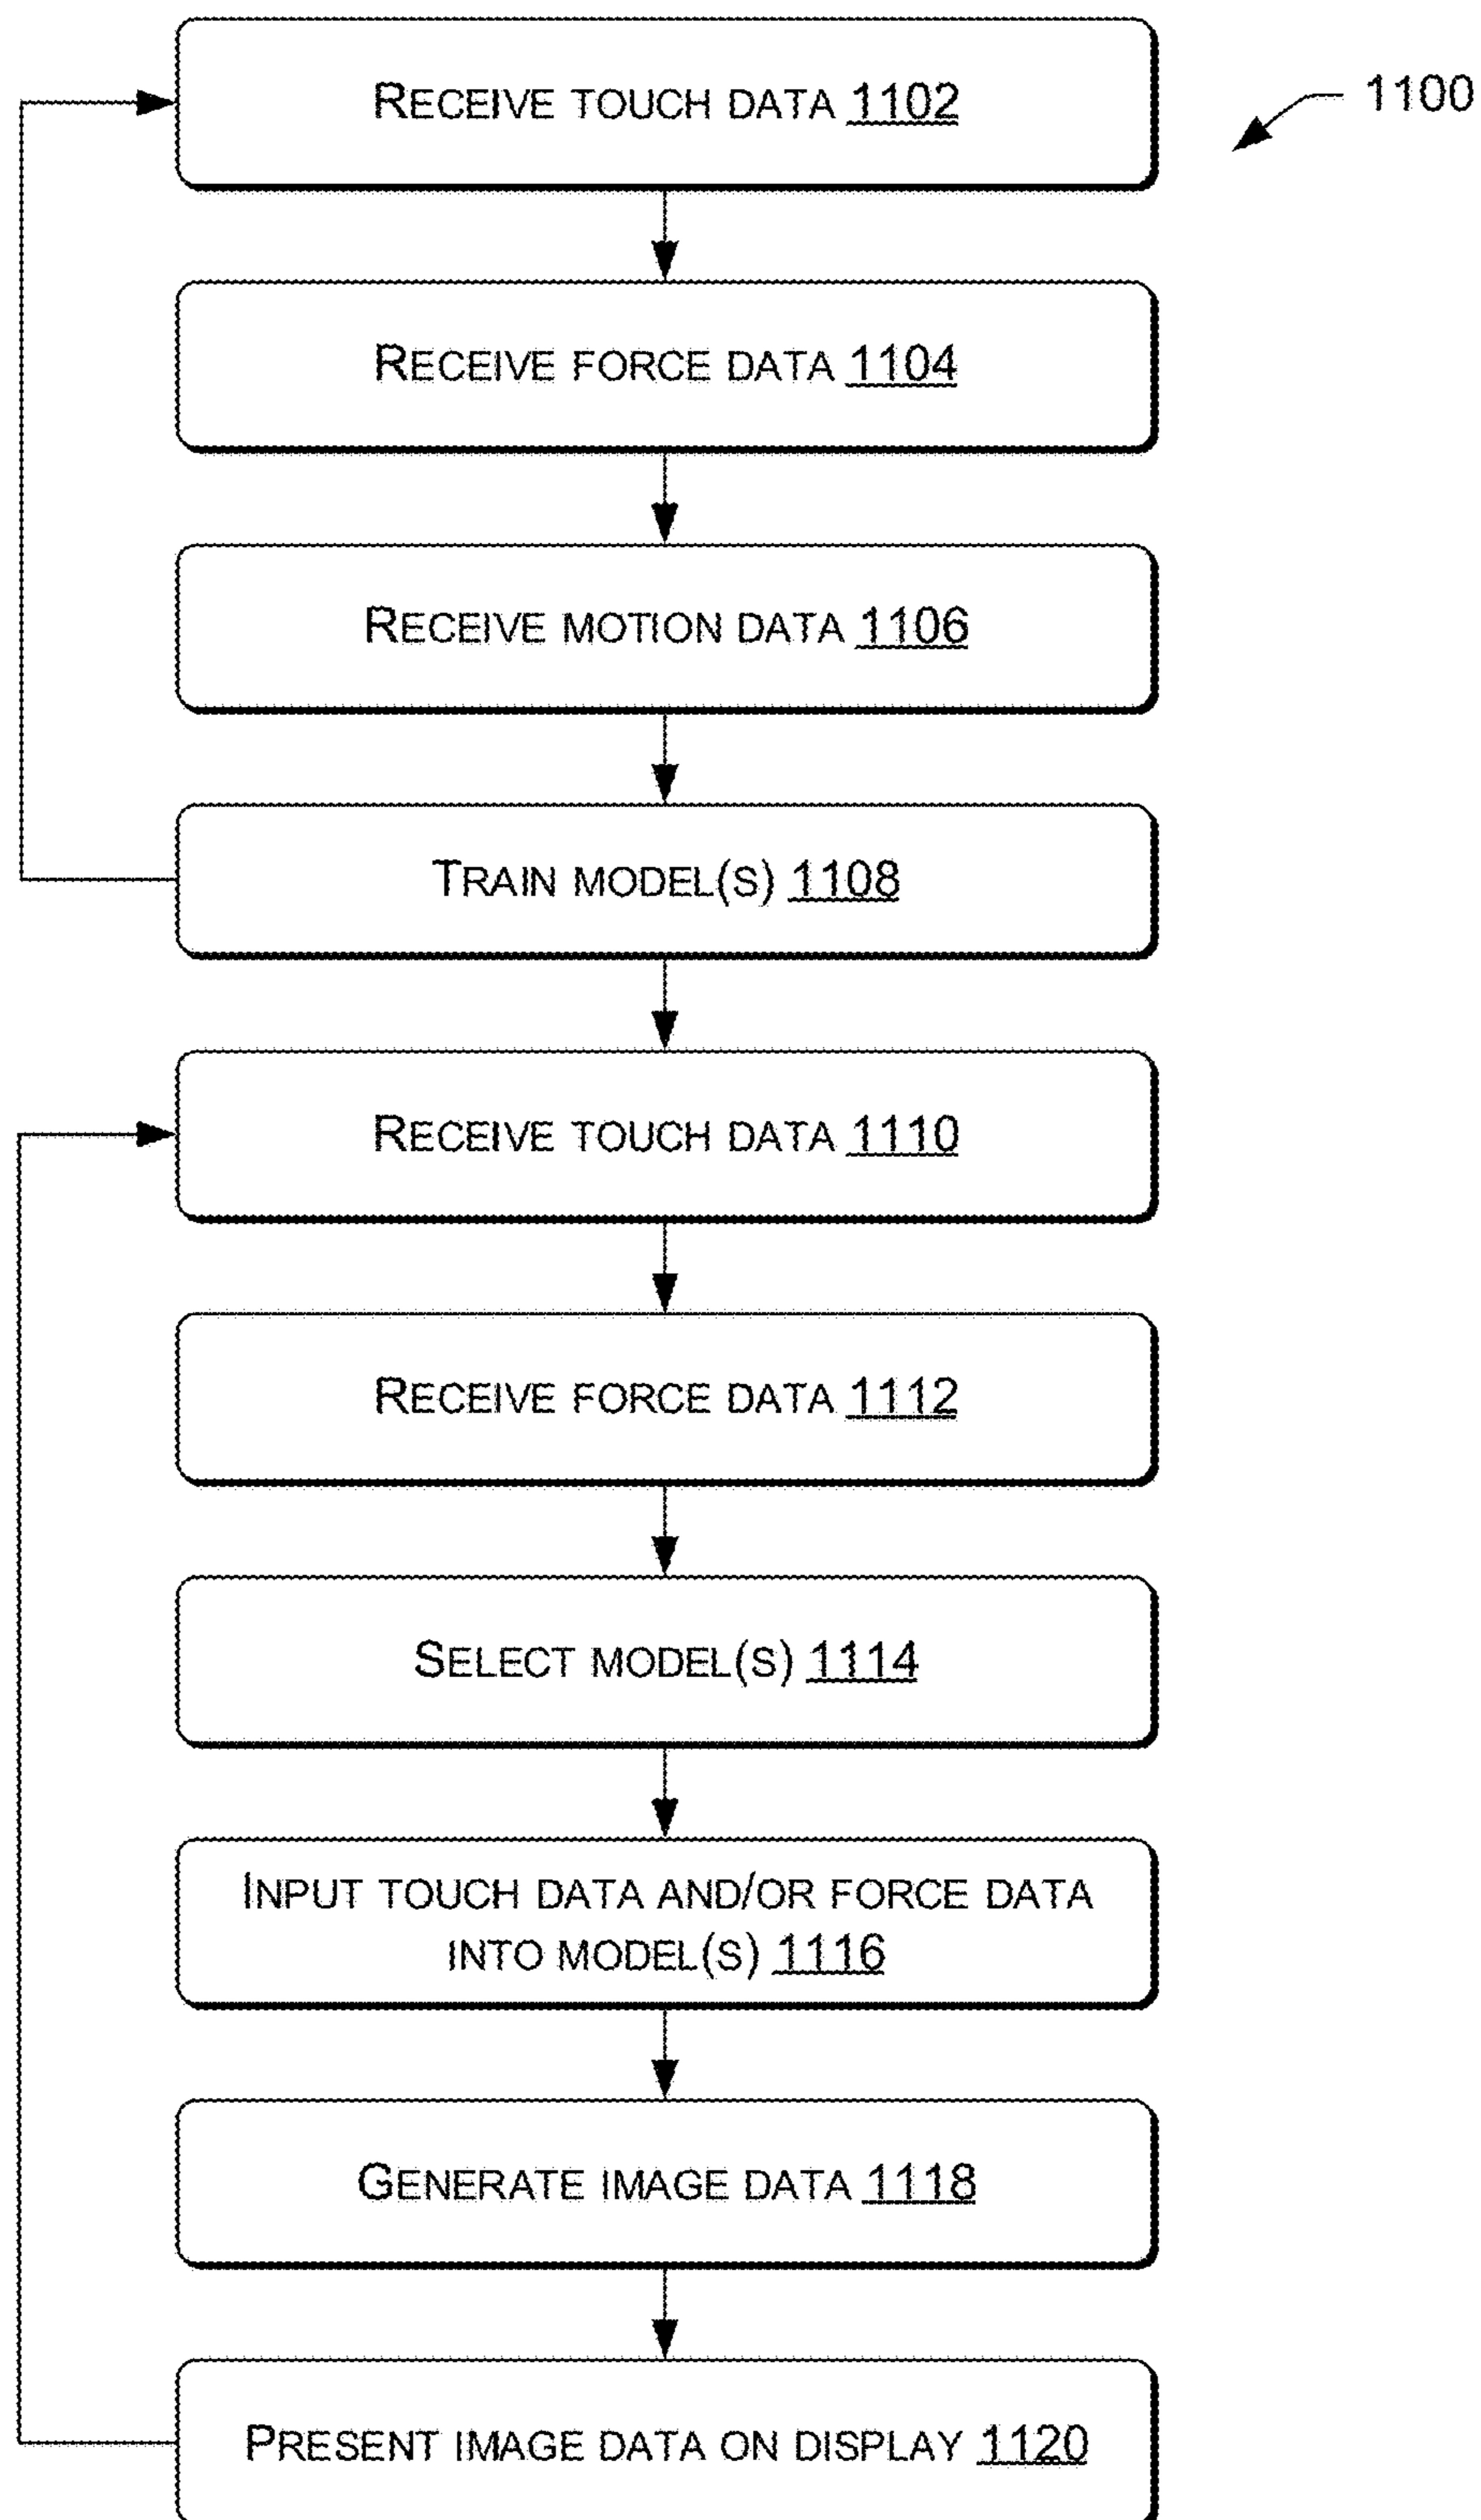 RECEIVE TOUCH DATA 1102
1100
RECEIVE FORCE DATA 1104
RECEIVE MOTION DATA 1106
TRAIN MODEL(S) 1108
RECEIVE TOUCH DATA 1110
RECEIVE FORCE DATA 1112
SELECT MODEL(S) 1114
INPUT TOUCH DATA AND/OR FORCE DATA
INTO MODEL(S) 1116
GENERATE IMAGE DATA 1118
PRESENT IMAGE DATA ON DISPLAY 1120